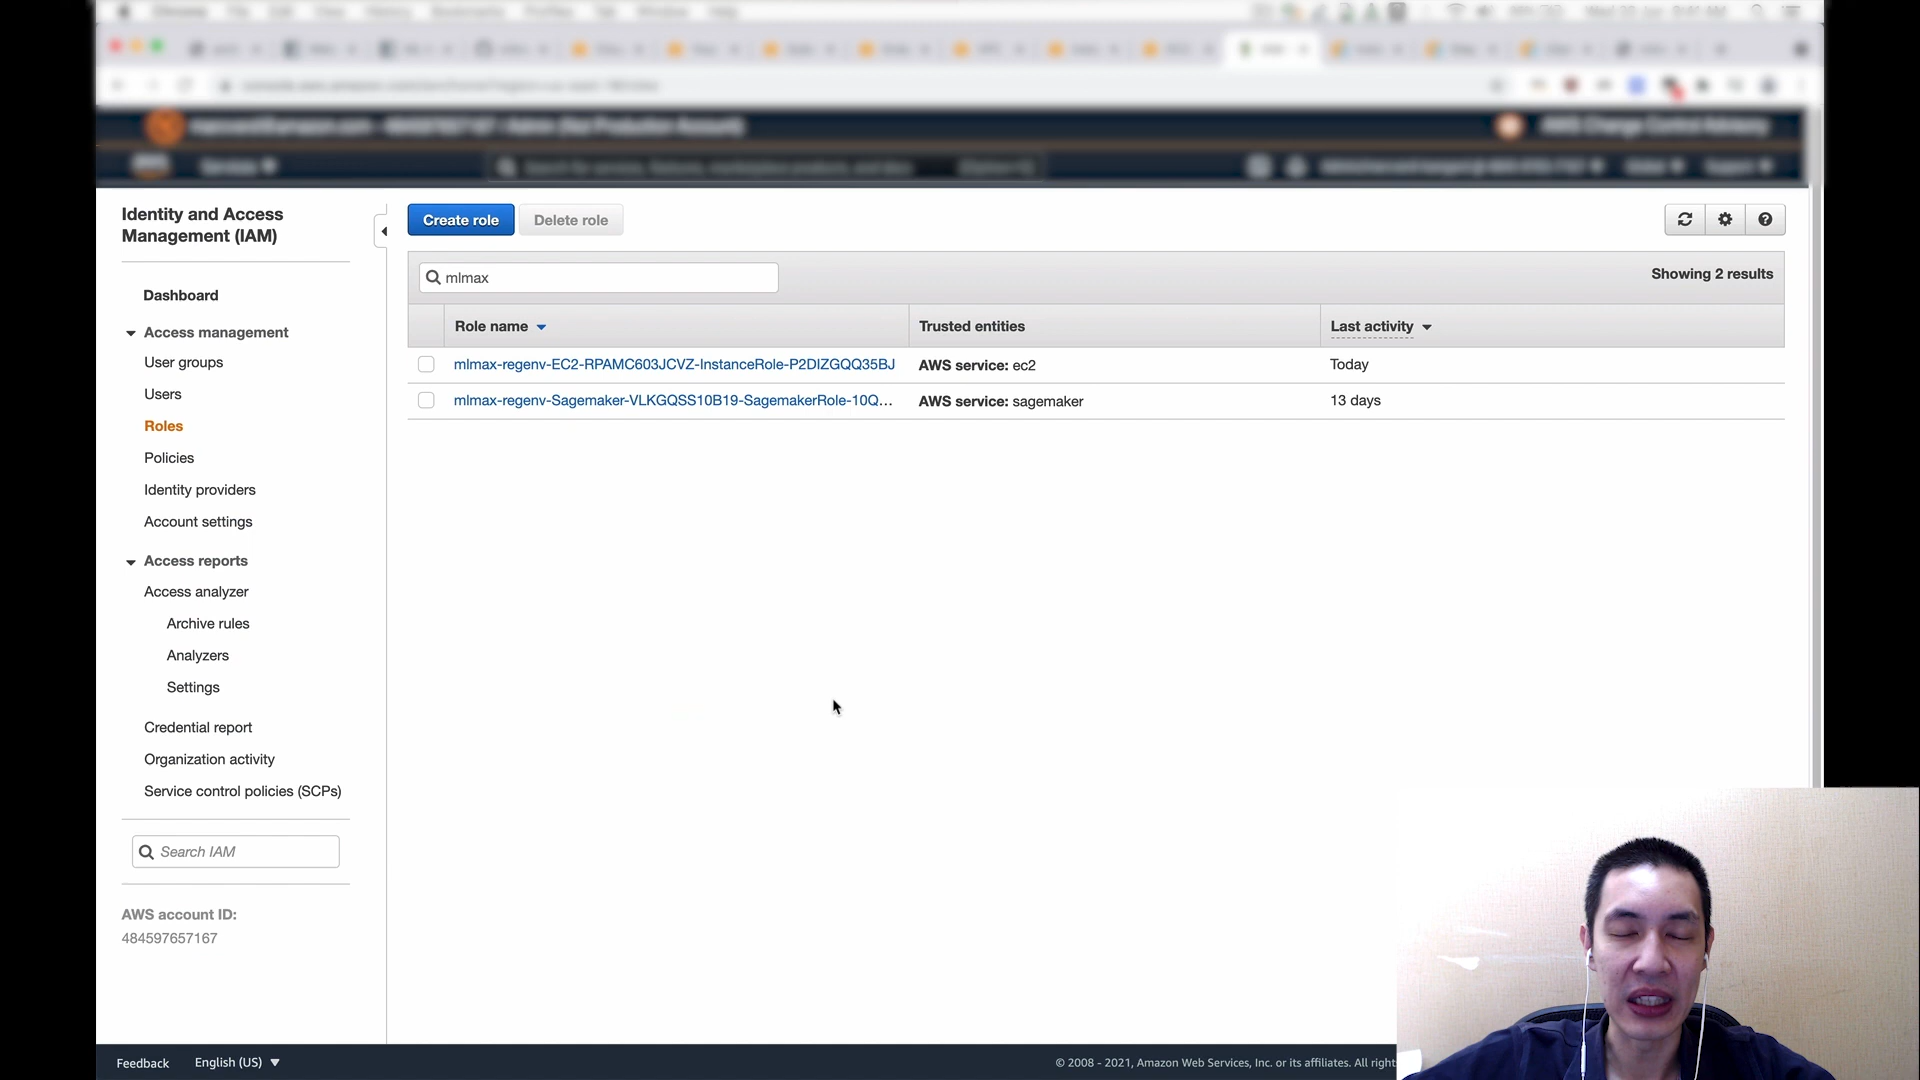 Identity and Access
Management (IAM)
Dashboard
Access management
User groups
Users
Roles
Policies
Identity providers
Account settings
Access reports
Access analyzer
Archive rules
Analyzers
Settings
Credential report
Organization activity
Service control policies (SCPs)
Search IAM
AWS account ID:
484597657167
Create role
Delete role
mlmax
Showing 2 results
Role name
Trusted entities
Last activity
mlmax-regenv-EC2-RPAMC603JCVZ-InstanceRole-P2DIZGQQ35BJ
AWS service: ec2
Today
mlmax-regenv-Sagemaker-VLKGQSS10B19-SagemakerRole-10Q...
AWS service: sagemaker
13 days
Feedback
English (US)
© 2008 - 2021, Amazon Web Services, Inc. or its affiliates. All right